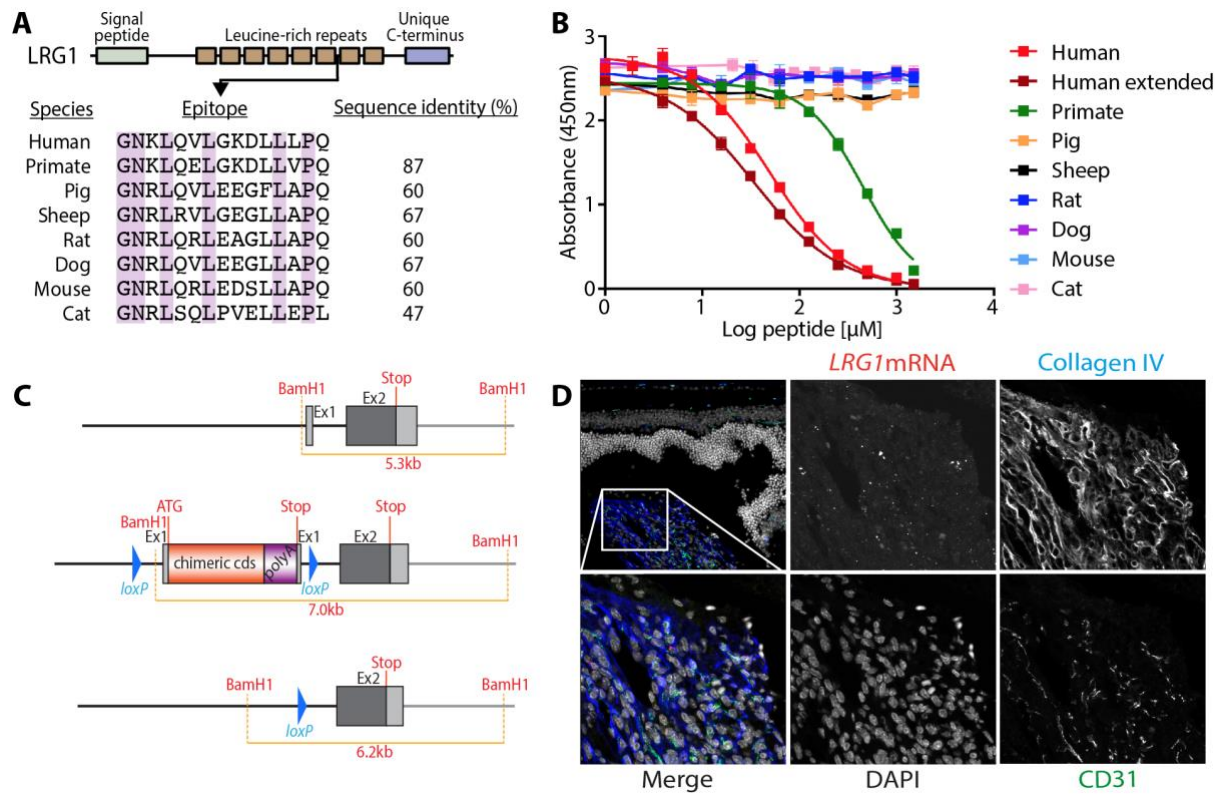 A
Signal
peptide
Leucine-rich repeats
Unique
C-terminus
LRG1
Species
Epitope
Sequence identity (%)
Human GNKLQVLGKDLLLPQ
Primate GNKLQELGKDLLVPQ 87
Pig GNRLQVLEEGFLAPQ 60
Sheep GNRLRVLGEGLLAPQ 67
Rat GNRLQRLEAGLLAPQ 60
Dog GNRLQVLEEGLLAPQ 67
Mouse GNRLQRLEDSLLAPQ 60
Cat GNRLSQLPVELLEPL 47
B
Absorbance (450nm)
3
2
1
0
0 1 2 3 4
Log peptide [µM]
Human
Human extended
Primate
Pig
Sheep
Rat
Dog
Mouse
Cat
C
BamH1
Ex1
Ex2
Stop
BamH1
5.3kb
ATG
BamH1
Ex1
chimeric cds
polyA
Stop
Ex1
Ex2
Stop
BamH1
loxP
loxP
7.0kb
BamH1
Ex2
Stop
BamH1
loxP
6.2kb
D
LRG1mRNA
Collagen IV
Merge
DAPI
CD31